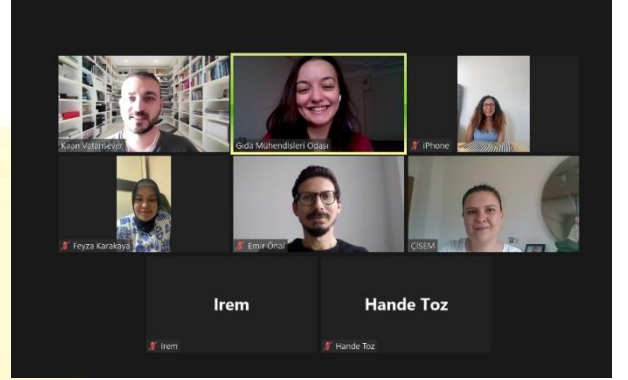 Kaan Vatansever
Gıda Mühendisleri Odası
iPhone
Feyza Karakaya
Emir Önal
ÇİSEM
Irem
Hande Toz
Irem
Hande Toz